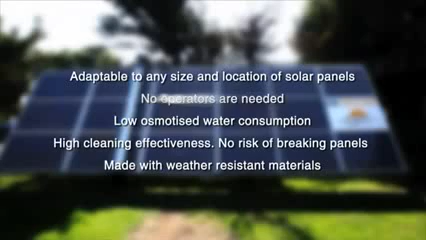 Adaptable to any size and location of solar panels
No operators are needed
Low osmotised water consumption
High cleaning effectiveness. No risk of breaking panels
Made with weather resistant materials